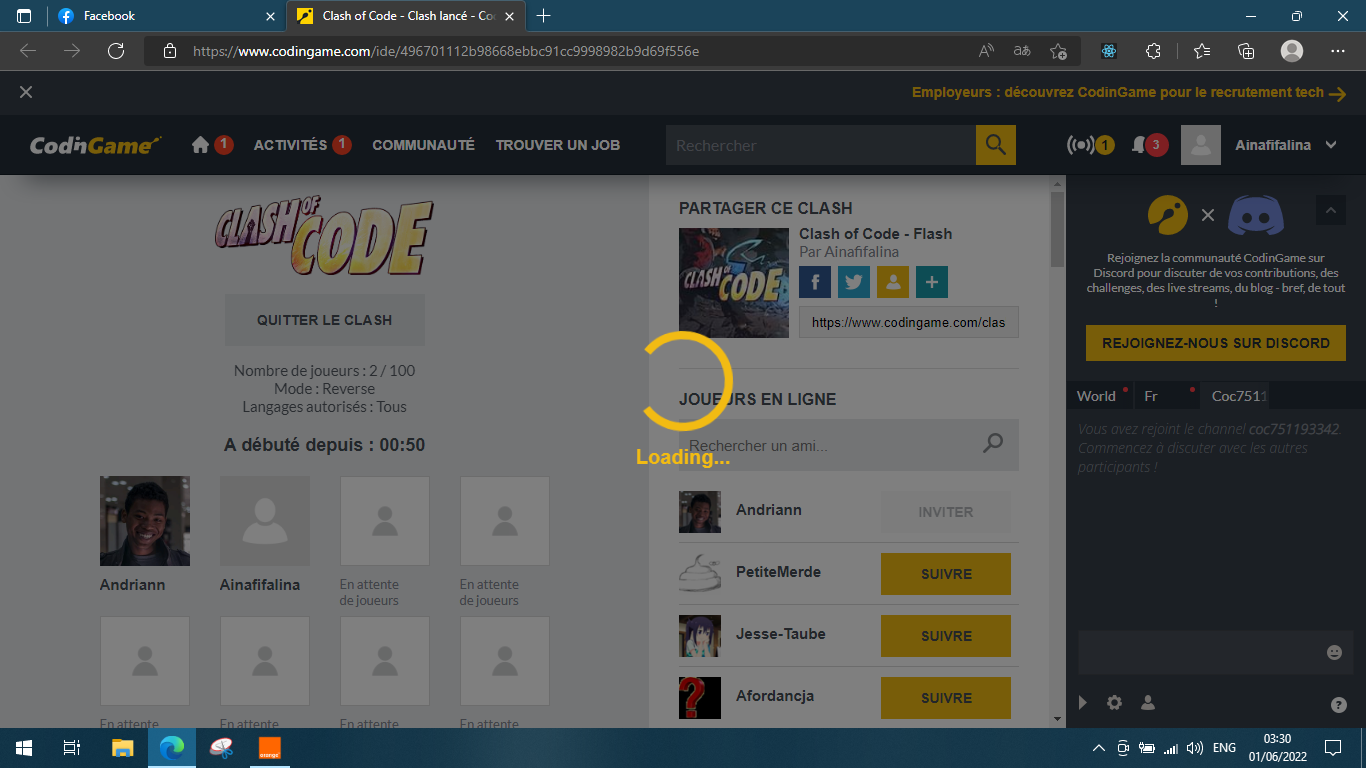 Facebook
Clash of Code - Clash lancé - Co
https://www.codingame.com/ide/496701112b98668ebbc91cc9998982b9d69f556e
Employeurs : découvrez CodinGame pour le recrutement tech
CodinGame
1
ACTIVITÉS
1
COMMUNAUTÉ
TROUVER UN JOB
Rechercher
1
3
Ainafifalina
CLASH OF CODE
QUITTER LE CLASH
Nombre de joueurs : 2 / 100
Mode : Reverse
Langages autorisés : Tous
A débuté depuis : 00:50
Andriann
Ainafifalina
En attente
de joueurs
En attente
de joueurs
En attente
En attente
En attente
En attente
PARTAGER CE CLASH
CLASH OF CODE
Clash of Code - Flash
Par Ainafifalina
https://www.codingame.com/clas
JOUEURS EN LIGNE
Rechercher un ami...
Loading...
Andriann
INVITER
PetiteMerde
SUIVRE
Jesse-Taube
SUIVRE
Afordancja
SUIVRE
Rejoignez la communauté CodinGame sur
Discord pour discuter de vos contributions, des
challenges, des live streams, du blog - bref, de tout
!
REJOIGNEZ-NOUS SUR DISCORD
World
Fr
Coc7511
Vous avez rejoint le channel coc751193342.
Commencez à discuter avec les autres
participants !
orange
ENG
03:30
01/06/2022